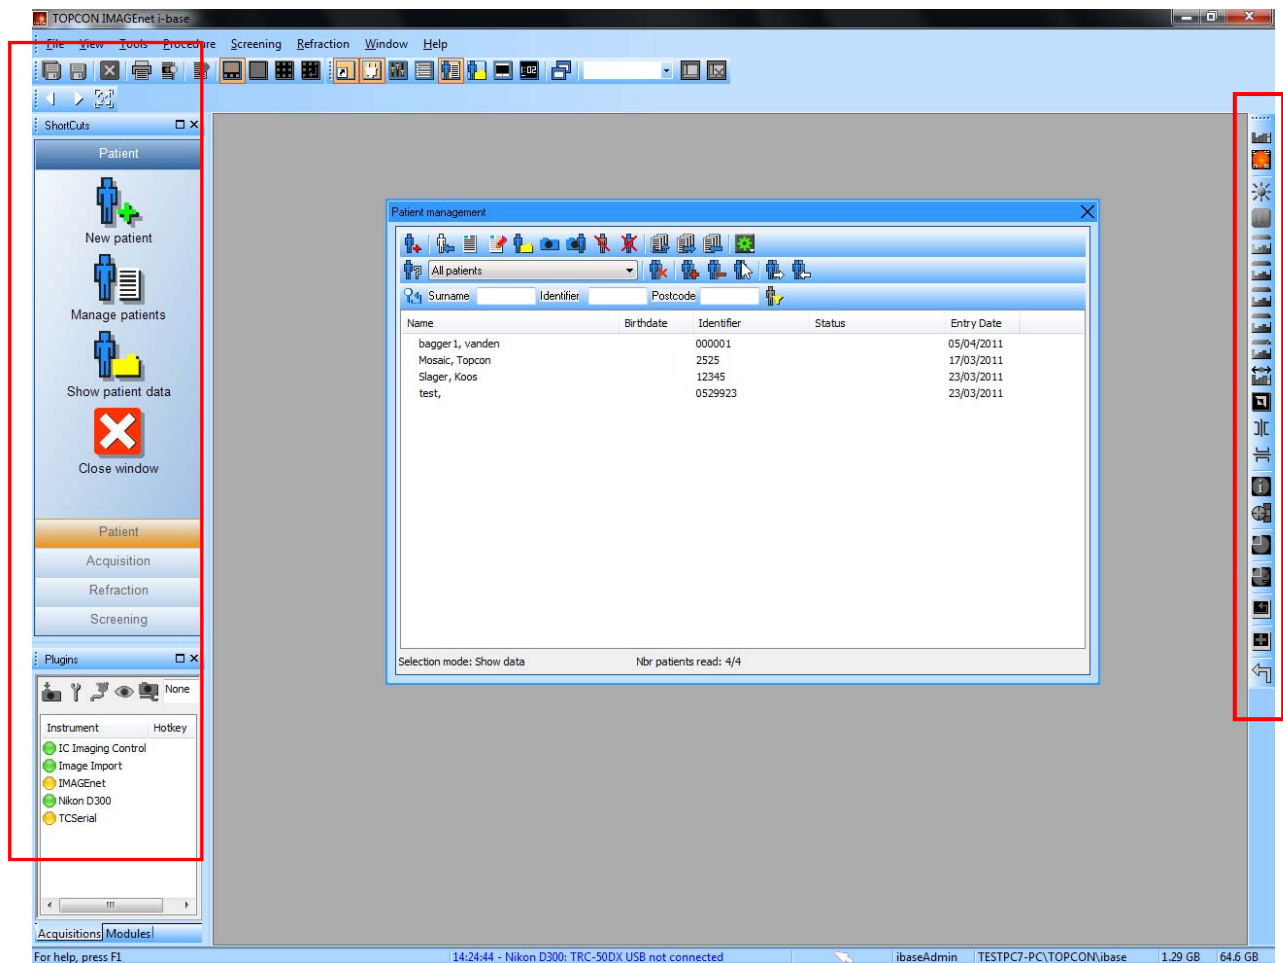 TOPCON IMAGEnet i-base
File View Tools Procedure Screening Refraction Window Help
1:02
ShortCuts
Patient
New patient
Manage patients
Show patient data
Close window
Patient
Acquisition
Refraction
Screening
Plugins
None
Instrument Hotkey
IC Imaging Control
Image Import
IMAGEnet
Nikon D300
TCSerial
Acquisitions Modules
Patient management
All patients
Surname Identifier Postcode
Name Birthdate Identifier Status Entry Date
bagger1, vanden 000001 05/04/2011
Mosaic, Topcon 2525 17/03/2011
Slager, Koos 12345 23/03/2011
test, 0529923 23/03/2011
Selection mode: Show data Nbr patients read: 4/4
For help, press F1 14:24:44 - Nikon D300: TRC-50DX USB not connected ibaseAdmin TESTPC7-PC\TOPCON\ibase 1.29 GB 64.6 GB